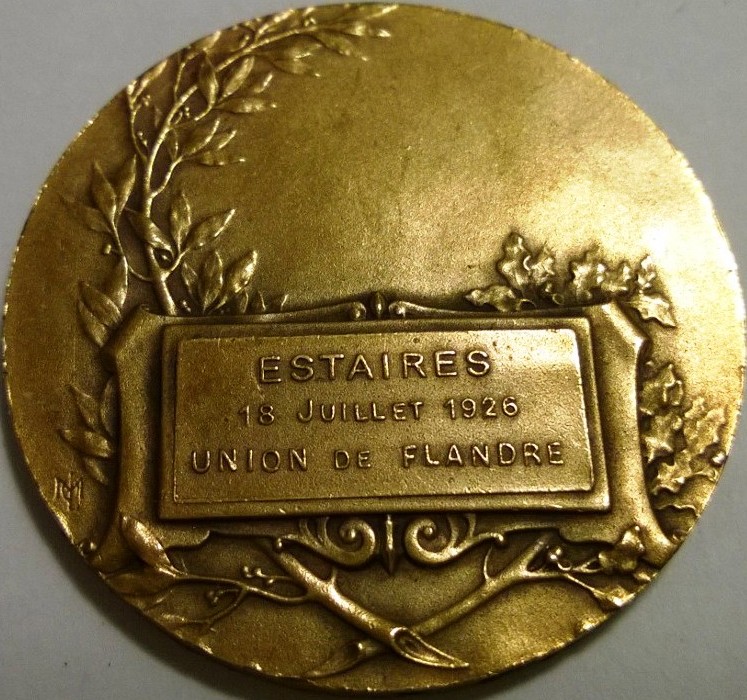 ESTAIRES
18 JUILLET 1926
UNION DE FLANDRE